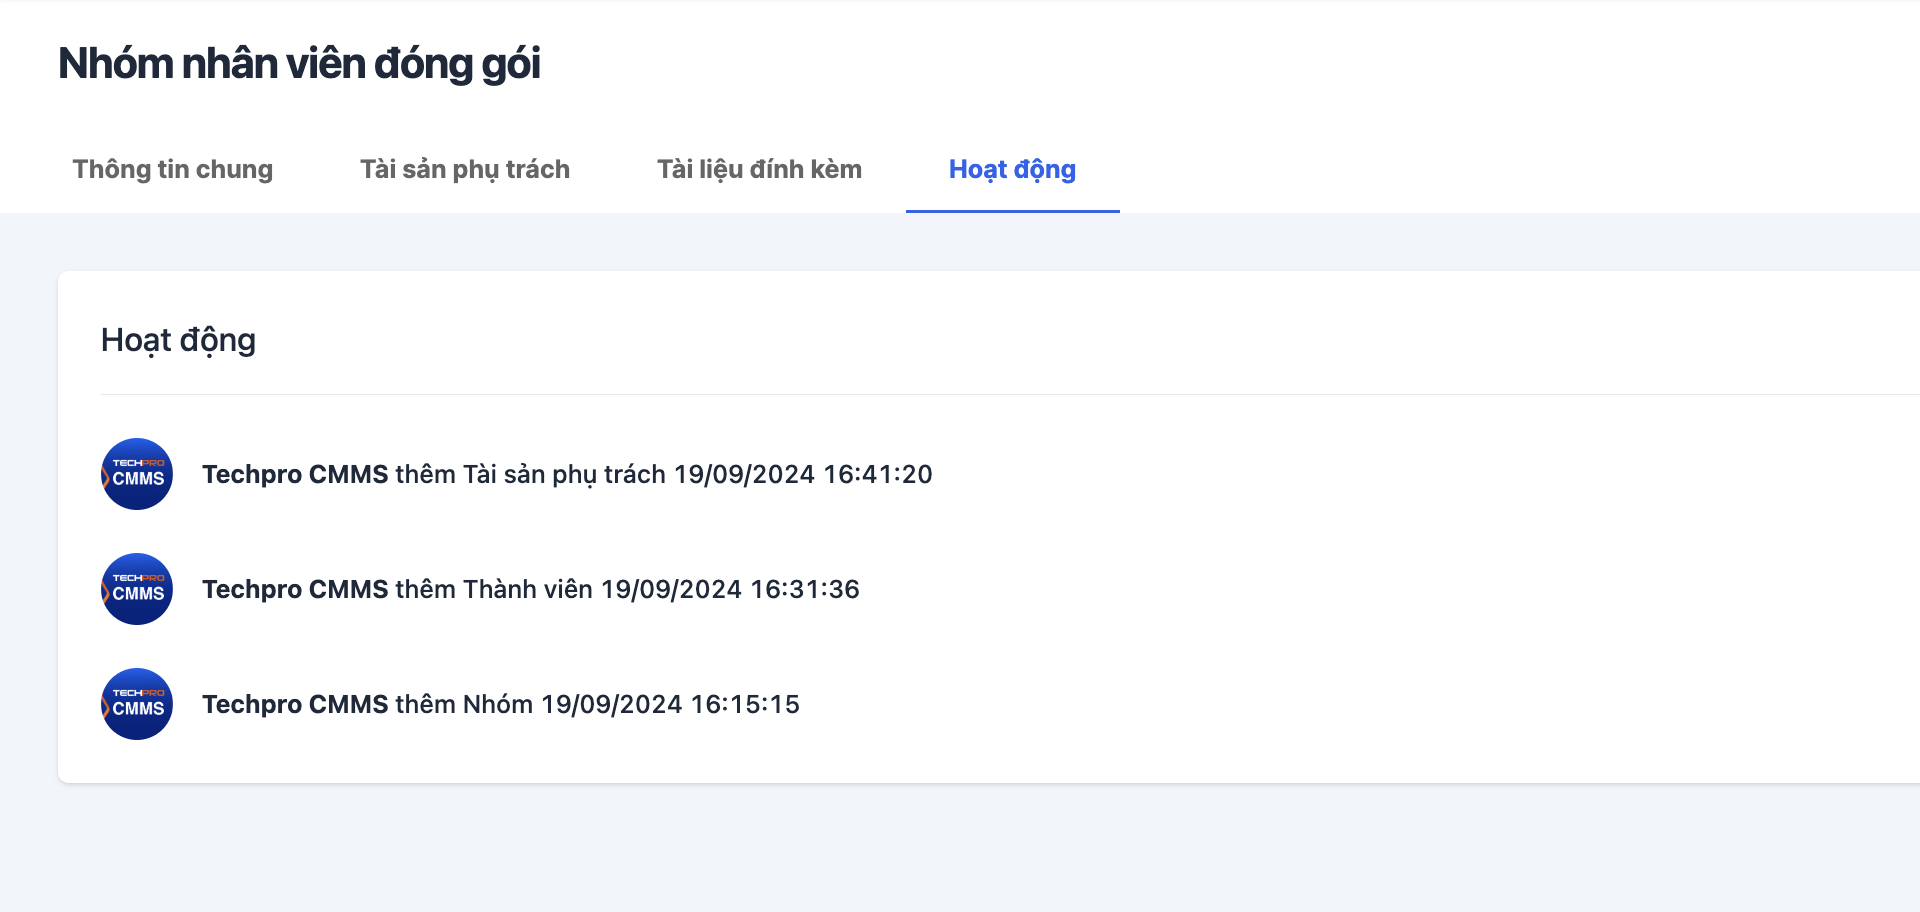 Nhóm nhân viên đóng gói
Thông tin chung Tài sản phụ trách Tài liệu đính kèm Hoạt động
Hoạt động
TECHPRO
CMMS
Techpro CMMS thêm Tài sản phụ trách 19/09/2024 16:41:20
TECHPRO
CMMS
Techpro CMMS thêm Thành viên 19/09/2024 16:31:36
TECHPRO
CMMS
Techpro CMMS thêm Nhóm 19/09/2024 16:15:15